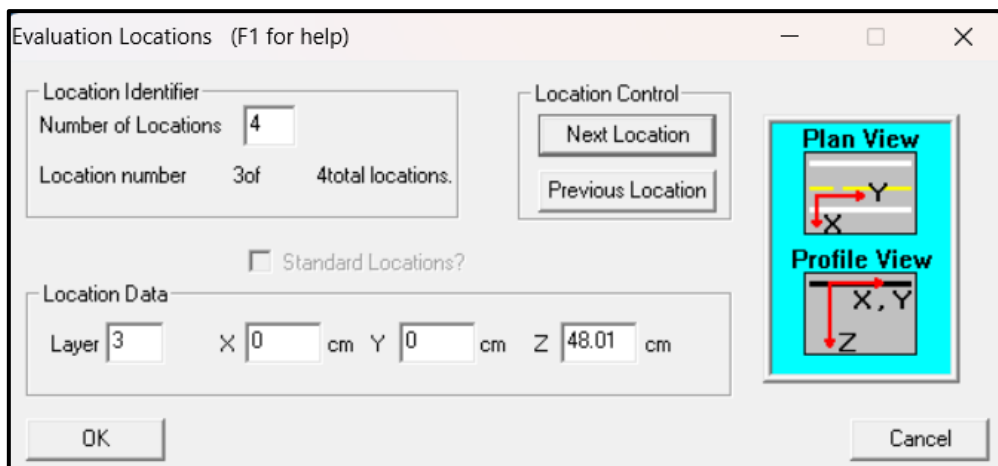 Evaluation Locations (F1 for help)
Location Identifier
Number of Locations 4
Location number 3of 4total locations.
Location Control
Next Location
Previous Location
Standard Locations?
Location Data
Layer 3 X 0 cm Y 0 cm Z 48.01 cm
Plan View
Y
X
Profile View
X, Y
Z
OK
Cancel